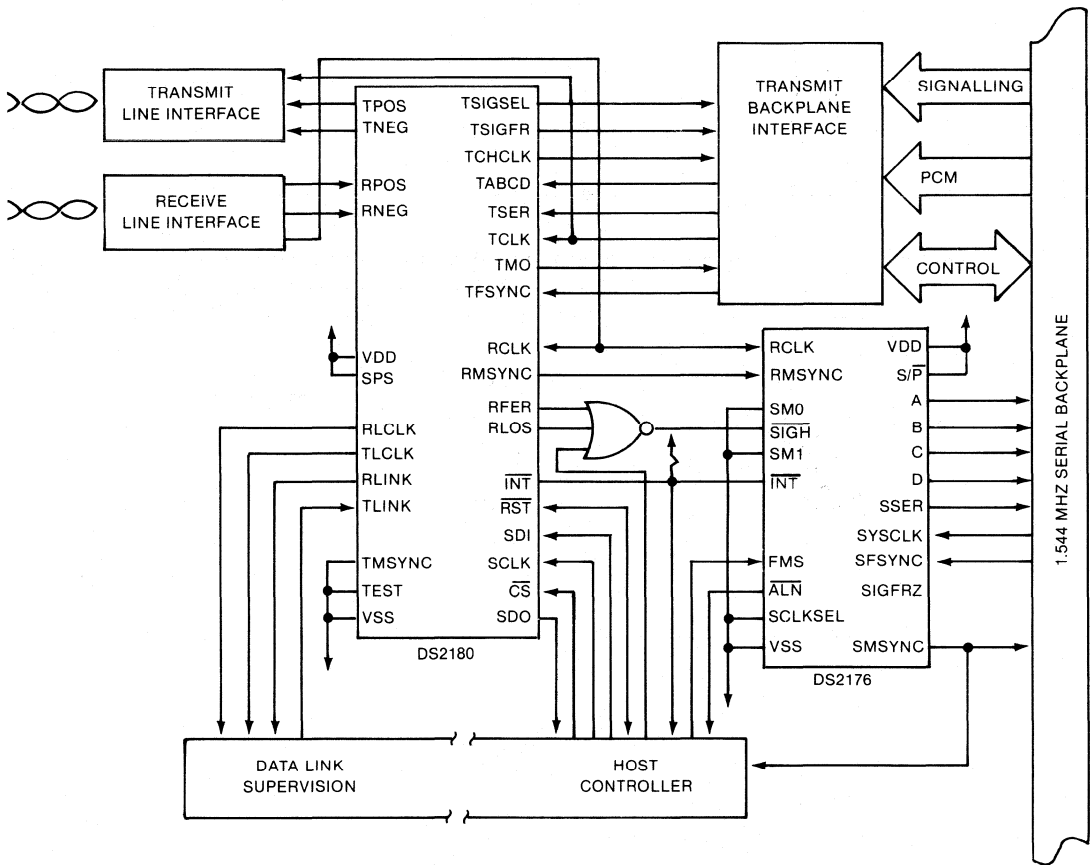 TRANSMIT
LINE INTERFACE
RECEIVE
LINE INTERFACE
TPOS
TNEG
RPOS
RNEG
VDD
SPS
RLCLK
TLCLK
RLINK
TLINK
TMSYNC
TEST
VSS
TSIGSEL
TSIGFR
TCHCLK
TABCD
TSER
TCLK
TMO
TFSYNC
RCLK
RMSYNC
RFER
RLOS
INT
RST
SDI
SCLK
CS
SDO
DS2180
TRANSMIT
BACKPLANE
INTERFACE
SIGNALLING
PCM
CONTROL
RCLK
RMSYNC
SM0
SIGH
SM1
INT
FMS
ALN
SCLKSEL
VSS
VDD
S/P
A
B
C
D
SSER
SYSCLK
SFSYNC
SIGFRZ
SMSYNC
DS2176
1.544 MHZ SERIAL BACKPLANE
DATA LINK
SUPERVISION
HOST
CONTROLLER